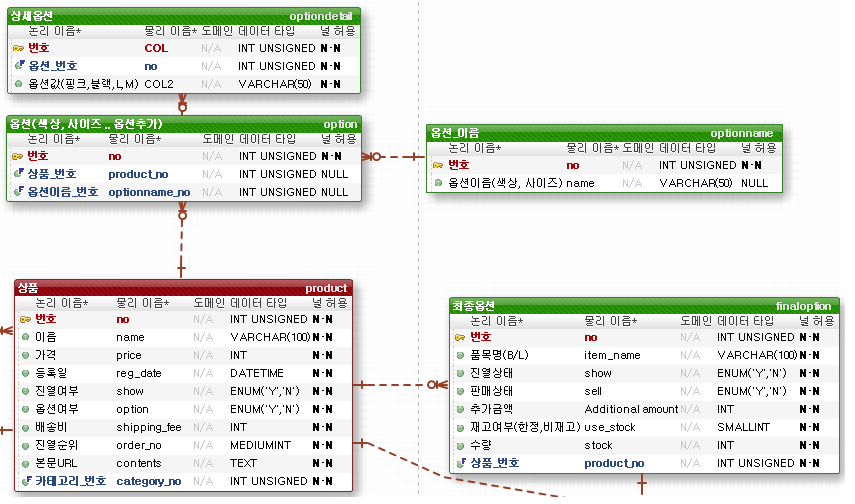 상세옵션 optiondetail
논리 이름* 물리 이름* 도메인 데이터 타입 널 허용
번호 COL N/A INT UNSIGNED N-N
옵션_번호 no N/A INT UNSIGNED N-N
옵션값(핑크,블랙,L,M) COL2 N/A VARCHAR(50) N-N
옵션(색상, 사이즈 .. 옵션추가) option
논리 이름* 물리 이름* 도메인 데이터 타입 널 허용
번호 no N/A INT UNSIGNED N-N
상품_번호 product_no N/A INT UNSIGNED NULL
옵션이름_번호 optionname_no N/A INT UNSIGNED NULL
옵션_이름 optionname
논리 이름* 물리 이름* 도메인 데이터 타입 널 허용
번호 no N/A INT UNSIGNED N-N
옵션이름(색상, 사이즈) name N/A VARCHAR(50) NULL
상품 product
논리 이름* 물리 이름* 도메인 데이터 타입 널 허용
번호 no N/A INT UNSIGNED N-N
이름 name N/A VARCHAR(100) N-N
가격 price N/A INT N-N
등록일 reg_date N/A DATETIME N-N
진열여부 show N/A ENUM('Y','N') N-N
옵션여부 option N/A ENUM('Y','N') N-N
배송비 shipping_fee N/A INT N-N
진열순위 order_no N/A MEDIUMINT N-N
본문URL contents N/A TEXT N-N
카테고리_번호 category_no N/A INT UNSIGNED N-N
최종옵션 finaloption
논리 이름* 물리 이름* 도메인 데이터 타입 널 허용
번호 no N/A INT UNSIGNED N-N
품목명(B/L) item_name N/A VARCHAR(100) N-N
진열상태 show N/A ENUM('Y','N') N-N
판매상태 sell N/A ENUM('Y','N') N-N
추가금액 Additional amount N/A INT N-N
재고여부(한정,비재고) use_stock N/A SMALLINT N-N
수량 stock N/A INT N-N
상품_번호 product_no N/A INT UNSIGNED N-N